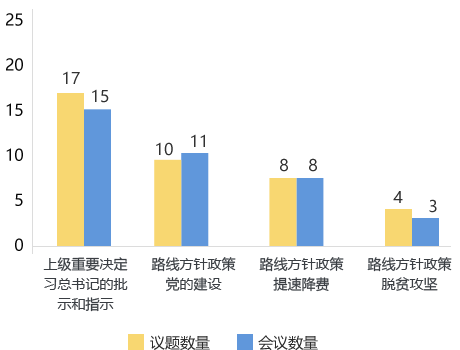 25
20
15
10
5
0
17
15
10
11
8
8
4
3
上级重要决定
习总书记的批
示和指示
路线方针政策
党的建设
路线方针政策
提速降费
路线方针政策
脱贫攻坚
议题数量
会议数量